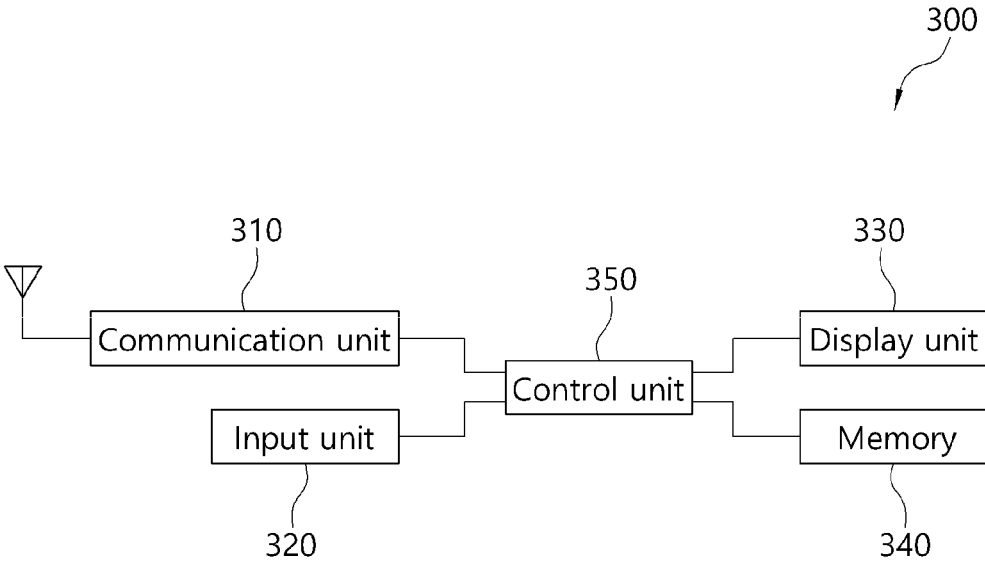 300
310
330
350
Communication unit
Display unit
Control unit
Input unit
Memory
320
340